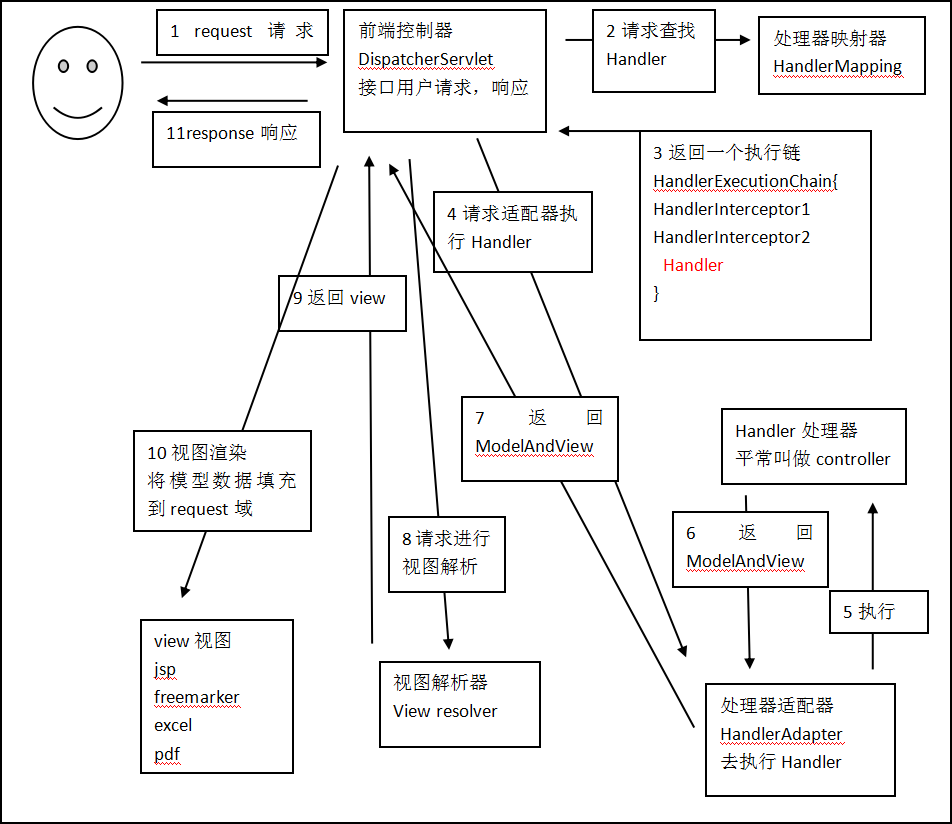 1 request 请求
前端控制器
DispatcherServlet
接口用户请求，响应
2 请求查找
Handler
处理器映射器
HandlerMapping
11response 响应
3 返回一个执行链
HandlerExecutionChain{
HandlerInterceptor1
HandlerInterceptor2
Handler
}
4 请求适配器执
行 Handler
9 返回 view
7 返回
ModelAndView
Handler 处理器
平常叫做 controller
10 视图渲染
将模型数据填充
到 request 域
8 请求进行
视图解析
6 返回
ModelAndView
5 执行
view 视图
jsp
freemarker
excel
pdf
视图解析器
View resolver
处理器适配器
HandlerAdapter
去执行 Handler